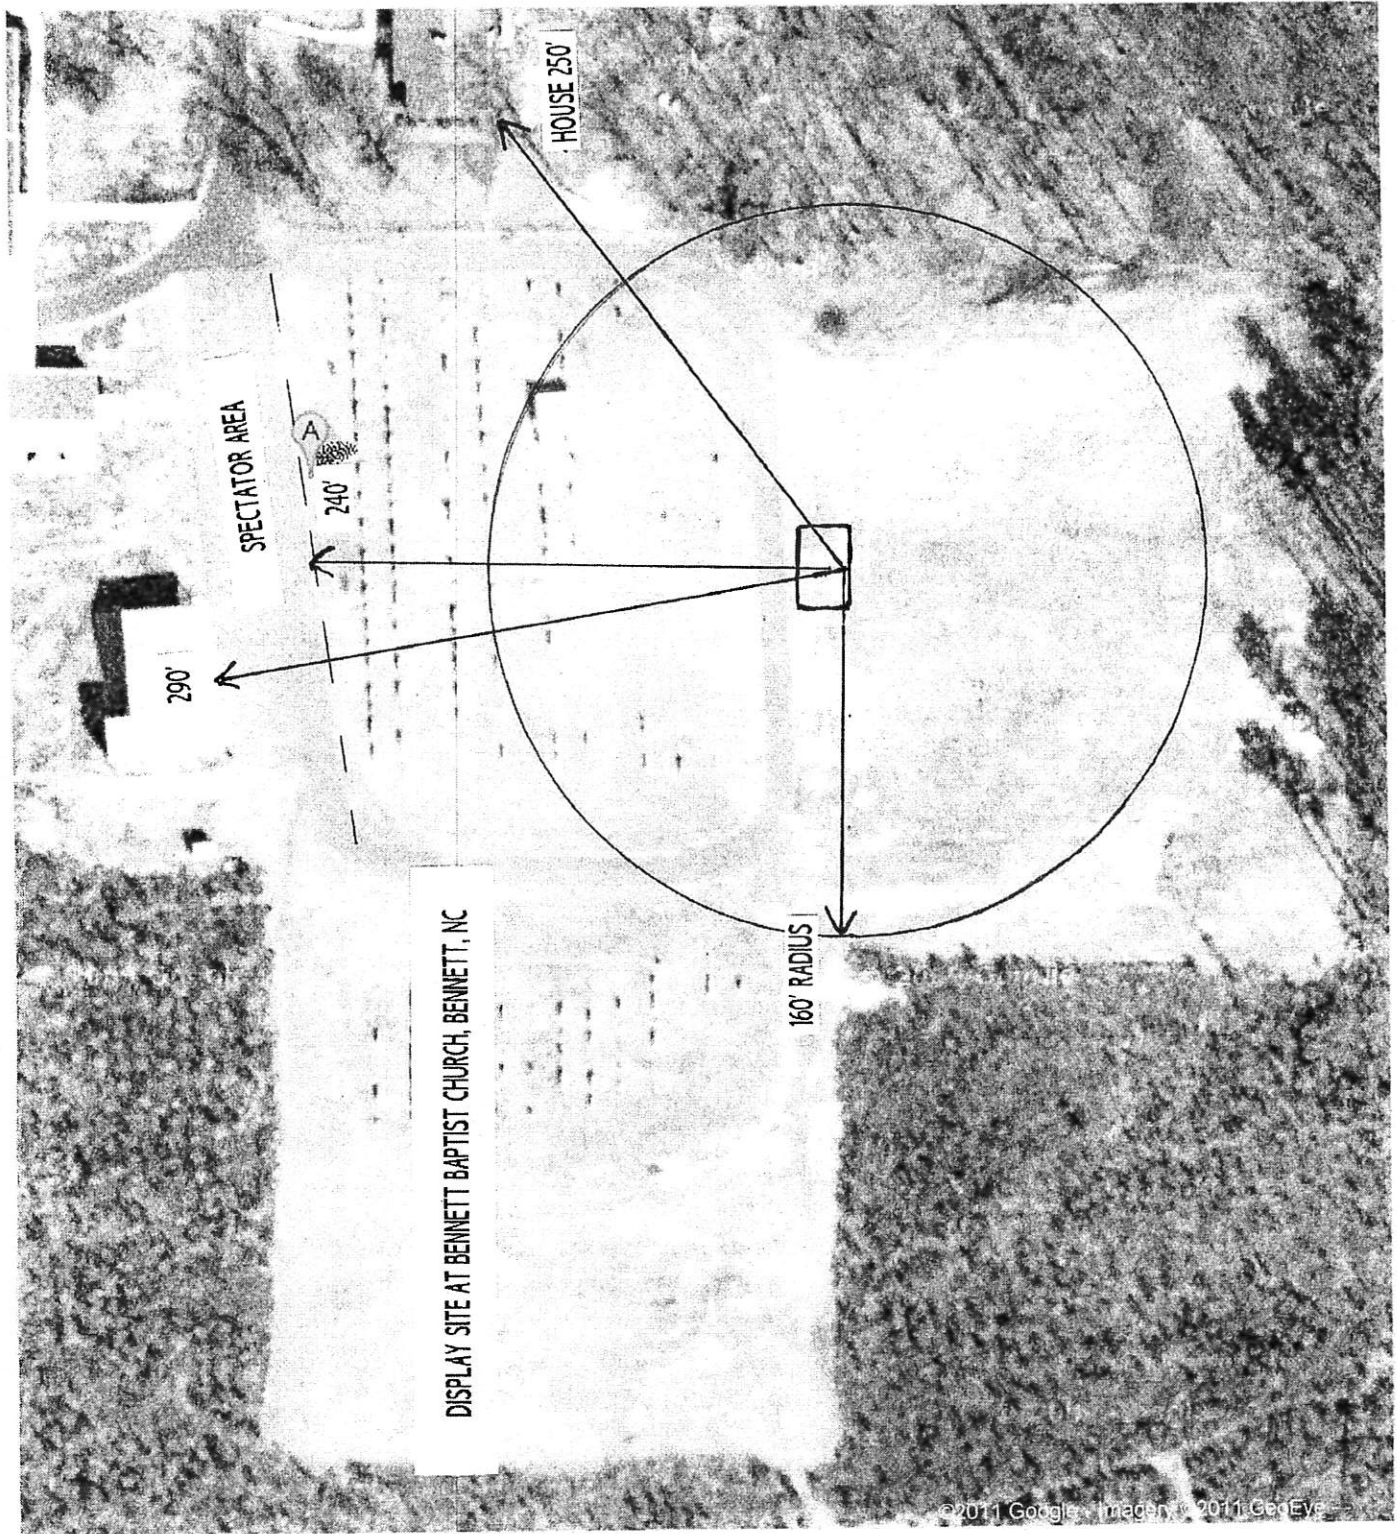 HOUSE 250'
SPECTATOR AREA
A
240'
290'
160' RADIUS
DISPLAY SITE AT BENNETT BAPTIST CHURCH, BENNETT, NC
©2011 Google - Imagery ©2011 GeoEye